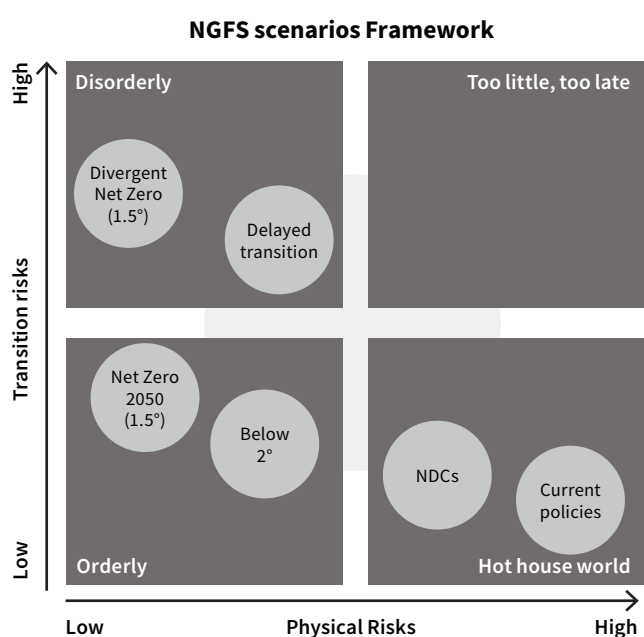 NGFS scenarios Framework
High
Transition risks
Low
Disorderly
Divergent
Net Zero
(1.5°)
Delayed
transition
Too little, too late
Net Zero
2050
(1.5°)
Below
2°
Orderly
NDCs
Current
policies
Hot house world
Low
Physical Risks
High